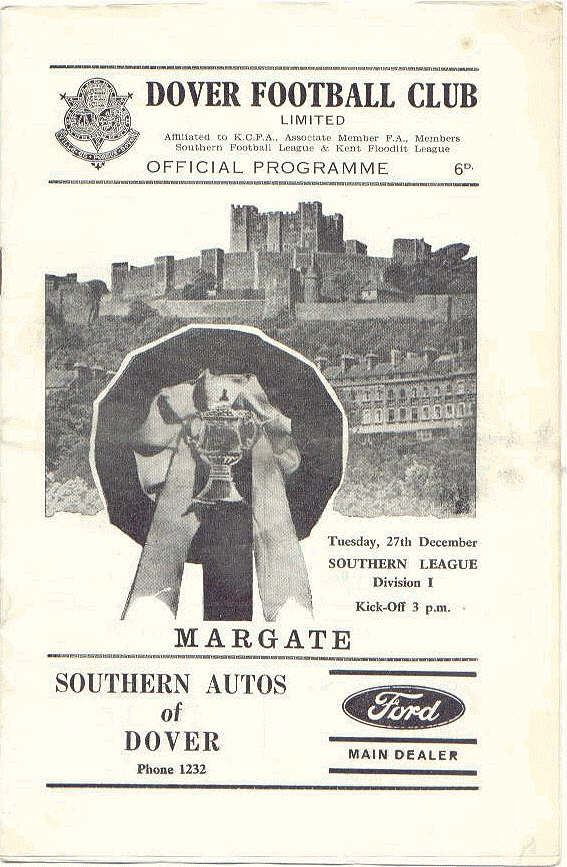 DOVER FOOTBALL CLUB
LIMITED
Affiliated to K.C.F.A., Associate Member F.A., Members
Southern Football League & Kent Floodlit League
OFFICIAL PROGRAMME 6D.
Tuesday, 27th December
SOUTHERN LEAGUE
Division I
Kick-Off 3 p.m.
MARGATE
SOUTHERN AUTOS
of
DOVER
Phone 1232
Ford
MAIN DEALER